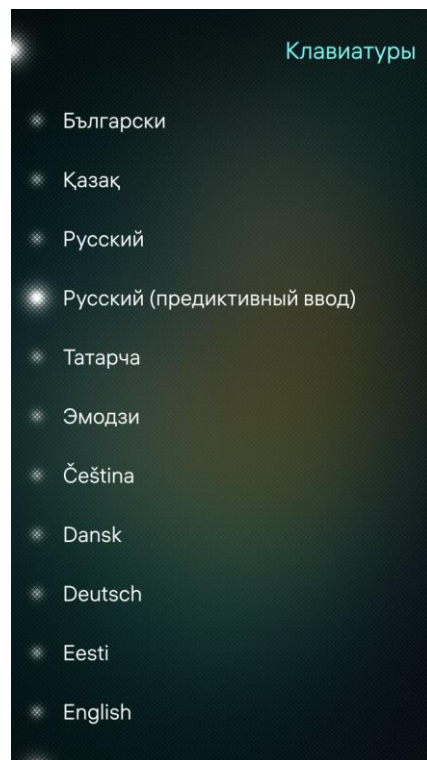 Клавиатуры
Български
Қазақ
Русский
Русский (предиктивный ввод)
Татарча
Эмодзи
Čeština
Dansk
Deutsch
Eesti
English